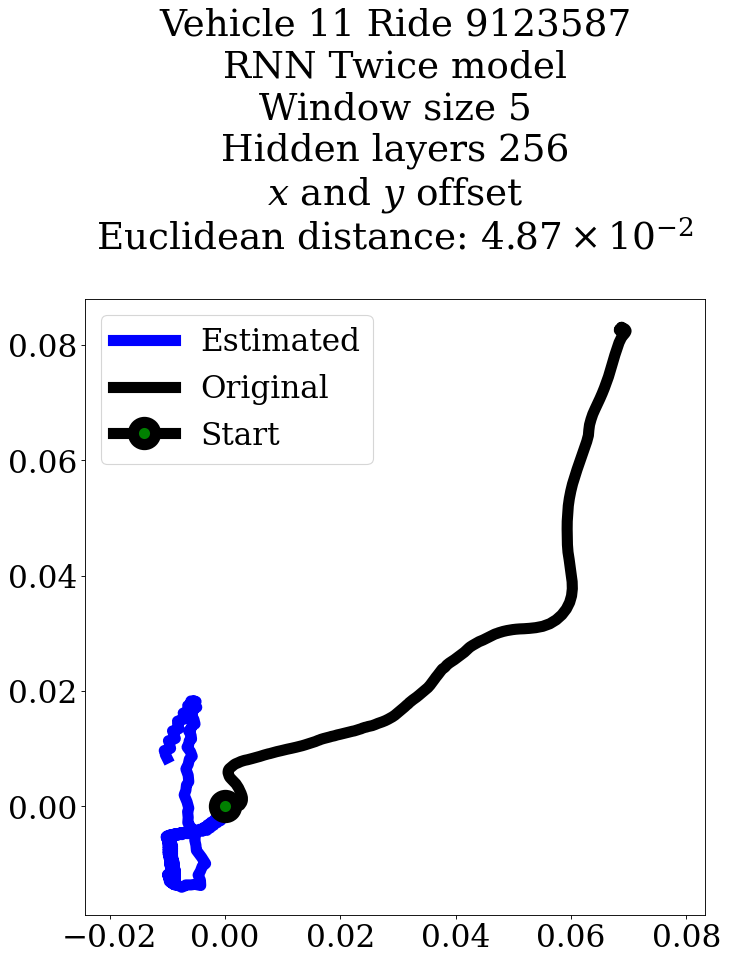 Vehicle 11 Ride 9123587
RNN Twice model
Window size 5
Hidden layers 256
x and y offset
Euclidean distance: 4.87 × 10⁻²
Estimated
Original
Start
0.08
0.06
0.04
0.02
0.00
−0.02 0.00 0.02 0.04 0.06 0.08